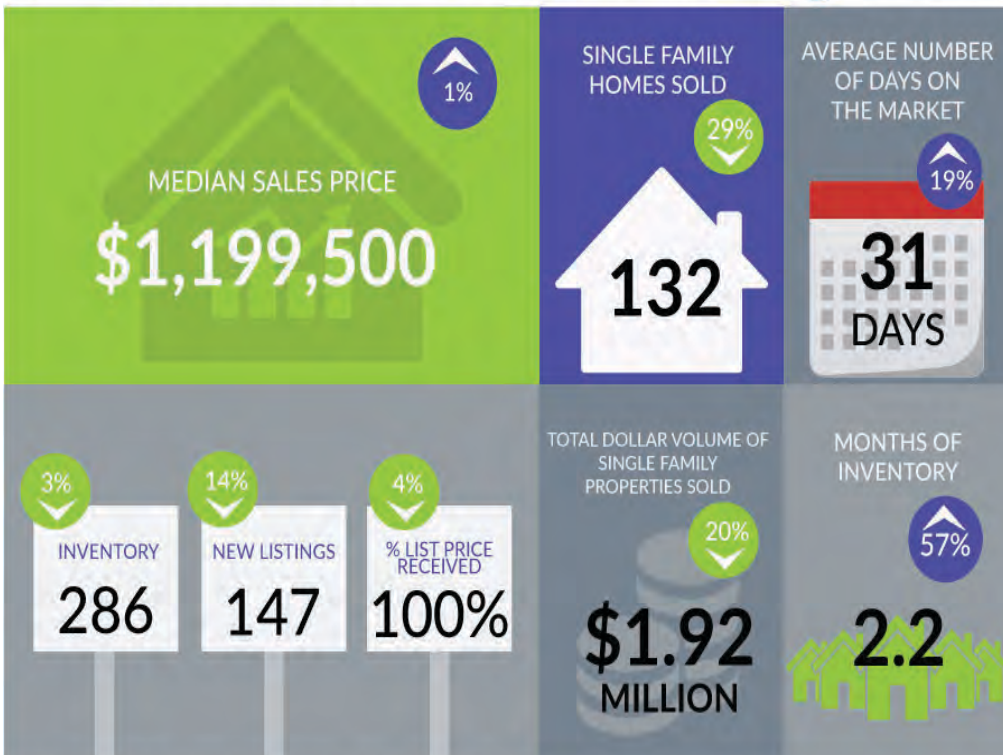 1%
MEDIAN SALES PRICE
$1,199,500
SINGLE FAMILY
HOMES SOLD
29%
132
AVERAGE NUMBER
OF DAYS ON
THE MARKET
19%
31
DAYS
3%
INVENTORY
286
14%
NEW LISTINGS
147
4%
% LIST PRICE
RECEIVED
100%
TOTAL DOLLAR VOLUME OF
SINGLE FAMILY
PROPERTIES SOLD
20%
$1.92
MILLION
MONTHS OF
INVENTORY
57%
2.2